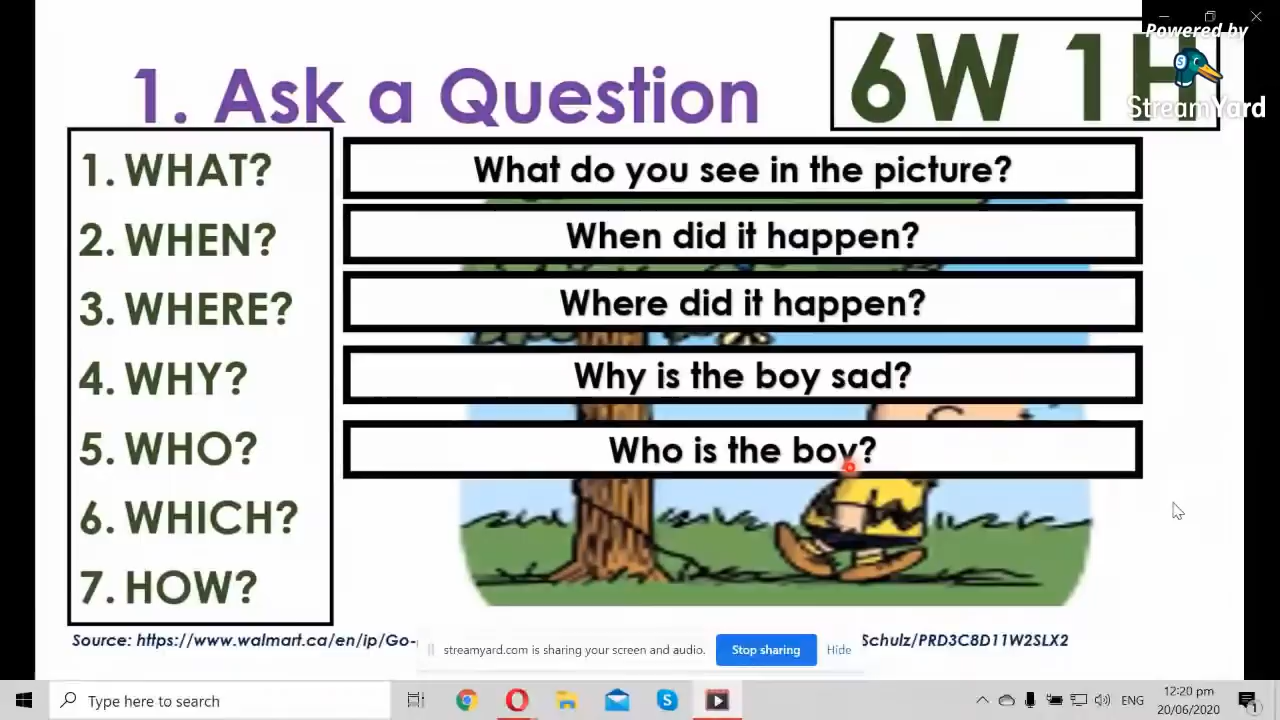 Powered by
StreamYard
6W 1H
1. Ask a Question
1. WHAT?
2. WHEN?
3. WHERE?
4. WHY?
5. WHO?
6. WHICH?
7. HOW?
What do you see in the picture?
When did it happen?
Where did it happen?
Why is the boy sad?
Who is the boy?
Source: https://www.walmart.ca/en/ip/Go- Schulz/PRD3C8D11W2SLX2
streamyard.com is sharing your screen and audio.
Stop sharing
Hide
Type here to search
ENG
12:20 pm
20/06/2020